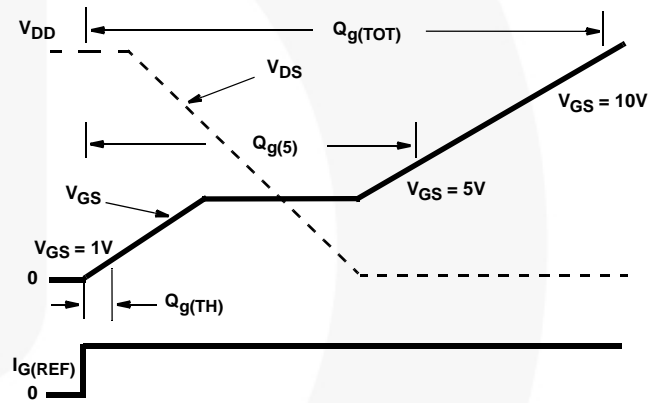 V_DD
Q_g(TOT)
V_DS
V_GS = 10V
Q_g(5)
V_GS
V_GS = 5V
V_GS = 1V
0
Q_g(TH)
I_G(REF)
0